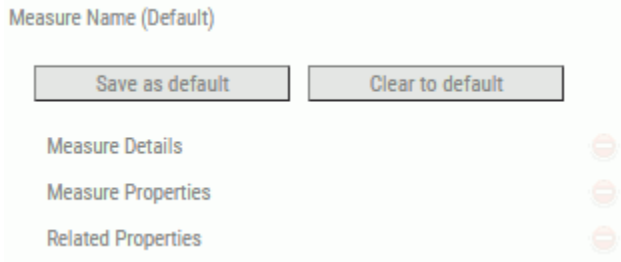 Measure Name (Default)
Save as default Clear to default
Measure Details
Measure Properties
Related Properties